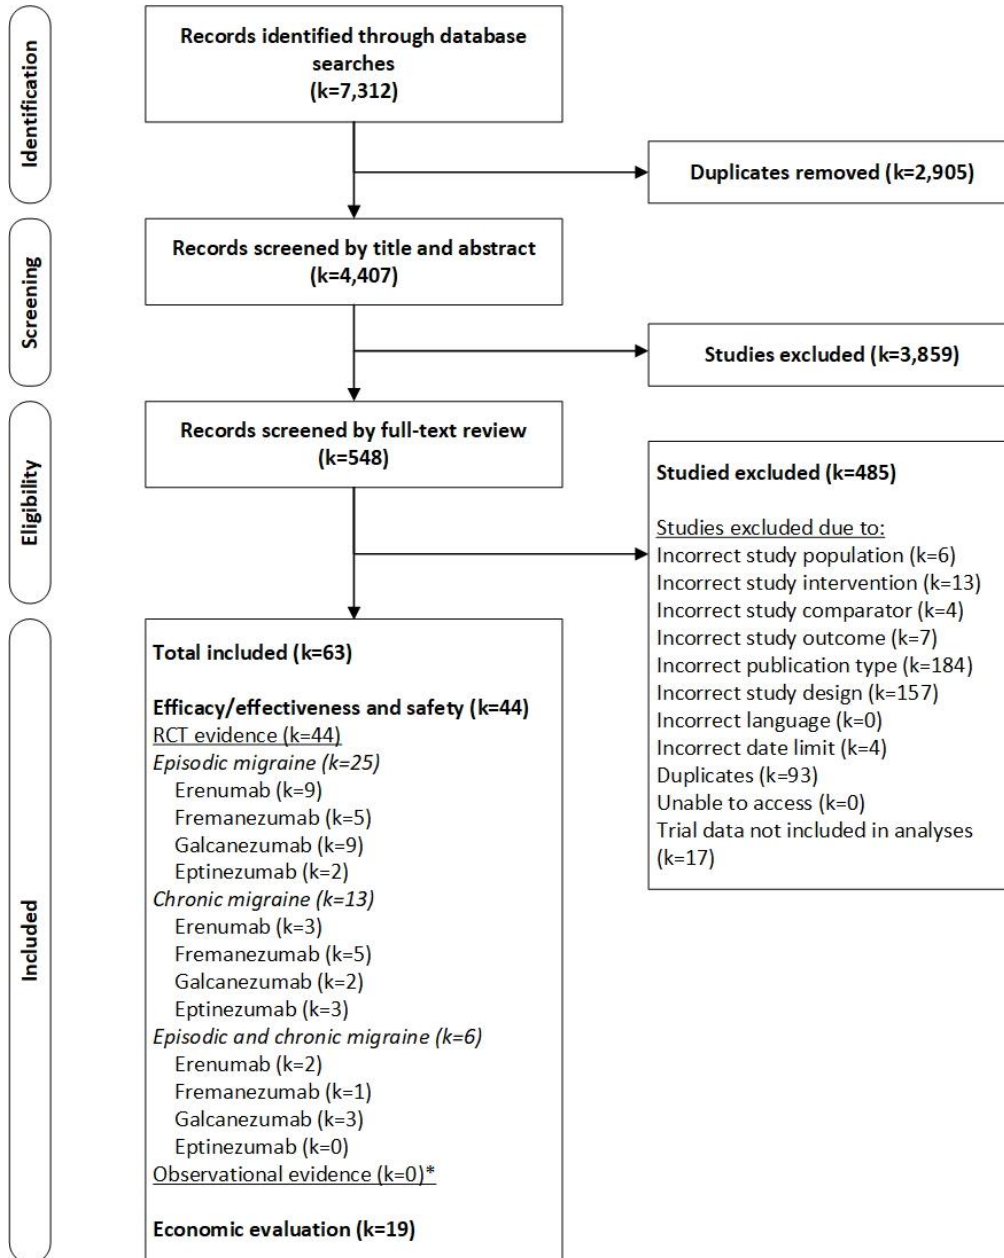 Identification
Records identified through database
searches
(k=7,312)
Duplicates removed (k=2,905)
Screening
Records screened by title and abstract
(k=4,407)
Studies excluded (k=3,859)
Eligibility
Records screened by full-text review
(k=548)
Studied excluded (k=485)
Studies excluded due to:
Incorrect study population (k=6)
Incorrect study intervention (k=13)
Incorrect study comparator (k=4)
Incorrect study outcome (k=7)
Incorrect publication type (k=184)
Incorrect study design (k=157)
Incorrect language (k=0)
Incorrect date limit (k=4)
Duplicates (k=93)
Unable to access (k=0)
Trial data not included in analyses
(k=17)
Included
Total included (k=63)
Efficacy/effectiveness and safety (k=44)
RCT evidence (k=44)
Episodic migraine (k=25)
Erenumab (k=9)
Fremanezumab (k=5)
Galcanezumab (k=9)
Eptinezumab (k=2)
Chronic migraine (k=13)
Erenumab (k=3)
Fremanezumab (k=5)
Galcanezumab (k=2)
Eptinezumab (k=3)
Episodic and chronic migraine (k=6)
Erenumab (k=2)
Fremanezumab (k=1)
Galcanezumab (k=3)
Eptinezumab (k=0)
Observational evidence (k=0)*
Economic evaluation (k=19)